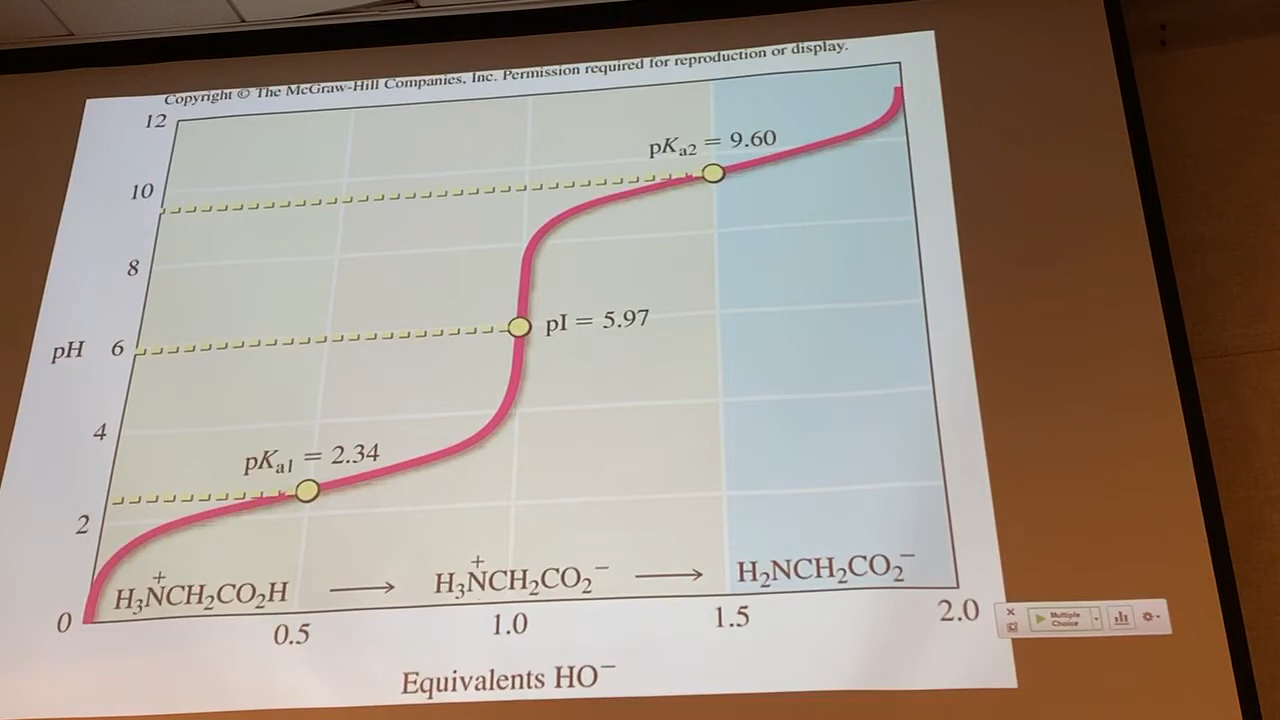 Copyright © The McGraw-Hill Companies, Inc. Permission required for reproduction or display.
12
pKa2 = 9.60
10
8
pI = 5.97
pH 6
4
pKa1 = 2.34
2
H₃N⁺CH₂CO₂H ⟶ H₃N⁺CH₂CO₂⁻ ⟶ H₂NCH₂CO₂⁻
0
0.5 1.0 1.5 2.0
Multiple
Choice
Equivalents HO⁻